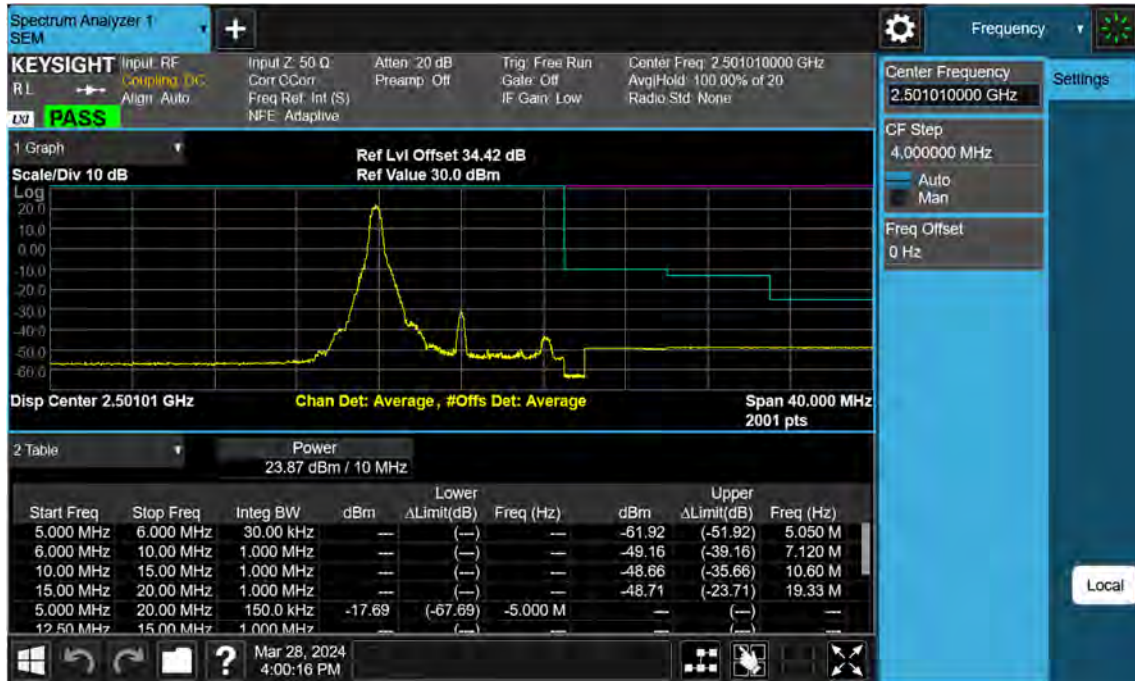 Spectrum Analyzer 1
SEM
Frequency
KEYSIGHT
Input: RF
Coupling: DC
Align: Auto
Input Z: 50 Ω
Corr CCorr
Freq Ref: Int (S)
NFE: Adaptive
Atten: 20 dB
Preamp: Off
Trig: Free Run
Gate: Off
IF Gain: Low
Center Freq: 2.501010000 GHz
Avg|Hold: 100.00% of 20
Radio Std: None
RL
LXI
PASS
Center Frequency
2.501010000 GHz
Settings
CF Step
4.000000 MHz
Auto
Man
Freq Offset
0 Hz
1 Graph
Ref Lvl Offset 34.42 dB
Scale/Div 10 dB
Ref Value 30.0 dBm
Log
20.0
10.0
0.00
-10.0
-20.0
-30.0
-40.0
-50.0
-60.0
Disp Center 2.50101 GHz
Chan Det: Average, #Offs Det: Average
Span 40.000 MHz
2001 pts
2 Table
Power
23.87 dBm / 10 MHz
Lower Upper
Start Freq Stop Freq Integ BW dBm ΔLimit(dB) Freq (Hz) dBm ΔLimit(dB) Freq (Hz)
5.000 MHz 6.000 MHz 30.00 kHz --- (---) --- -61.92 (-51.92) 5.050 M
6.000 MHz 10.00 MHz 1.000 MHz --- (---) --- -49.16 (-39.16) 7.120 M
10.00 MHz 15.00 MHz 1.000 MHz --- (---) --- -48.66 (-35.66) 10.60 M
15.00 MHz 20.00 MHz 1.000 MHz --- (---) --- -48.71 (-23.71) 19.33 M
5.000 MHz 20.00 MHz 150.0 kHz -17.69 (-67.69) -5.000 M --- (---) ---
12.50 MHz 15.00 MHz 1.000 MHz --- (---) --- --- (---) ---
Local
?
Mar 28, 2024
4:00:16 PM